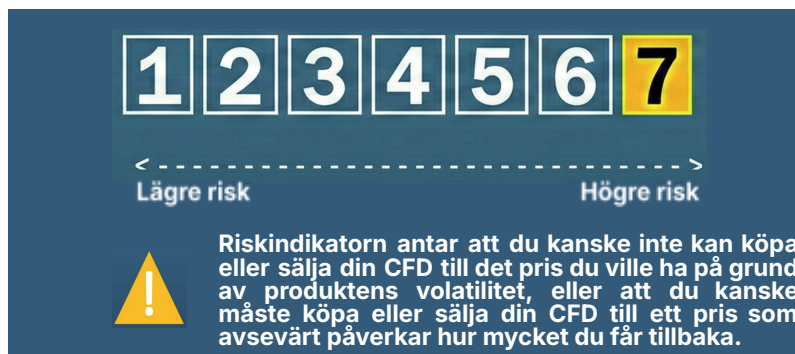 1 2 3 4 5 6 7
Lägre risk Högre risk
Riskindikatorn antar att du kanske inte kan köpa
eller sälja din CFD till det pris du ville ha på grund
av produktens volatilitet, eller att du kanske
måste köpa eller sälja din CFD till ett pris som
avsevärt påverkar hur mycket du får tillbaka.